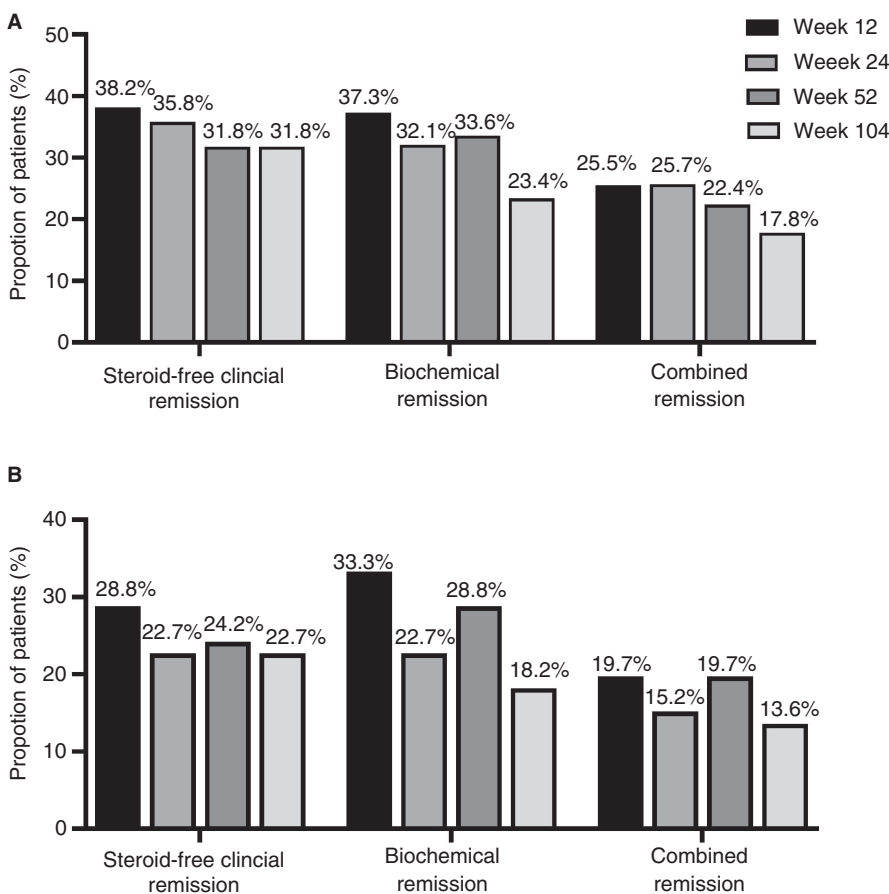 A
Propotion of patients (%)
50
40
30
20
10
0
38.2%
35.8%
31.8%
31.8%
37.3%
32.1%
33.6%
23.4%
25.5%
25.7%
22.4%
17.8%
Week 12
Weeek 24
Week 52
Week 104
Steroid-free clincial
remission
Biochemical
remission
Combined
remission
B
Propotion of patients (%)
40
30
20
10
0
28.8%
22.7%
24.2%
22.7%
33.3%
22.7%
28.8%
18.2%
19.7%
15.2%
19.7%
13.6%
Steroid-free clincial
remission
Biochemical
remission
Combined
remission